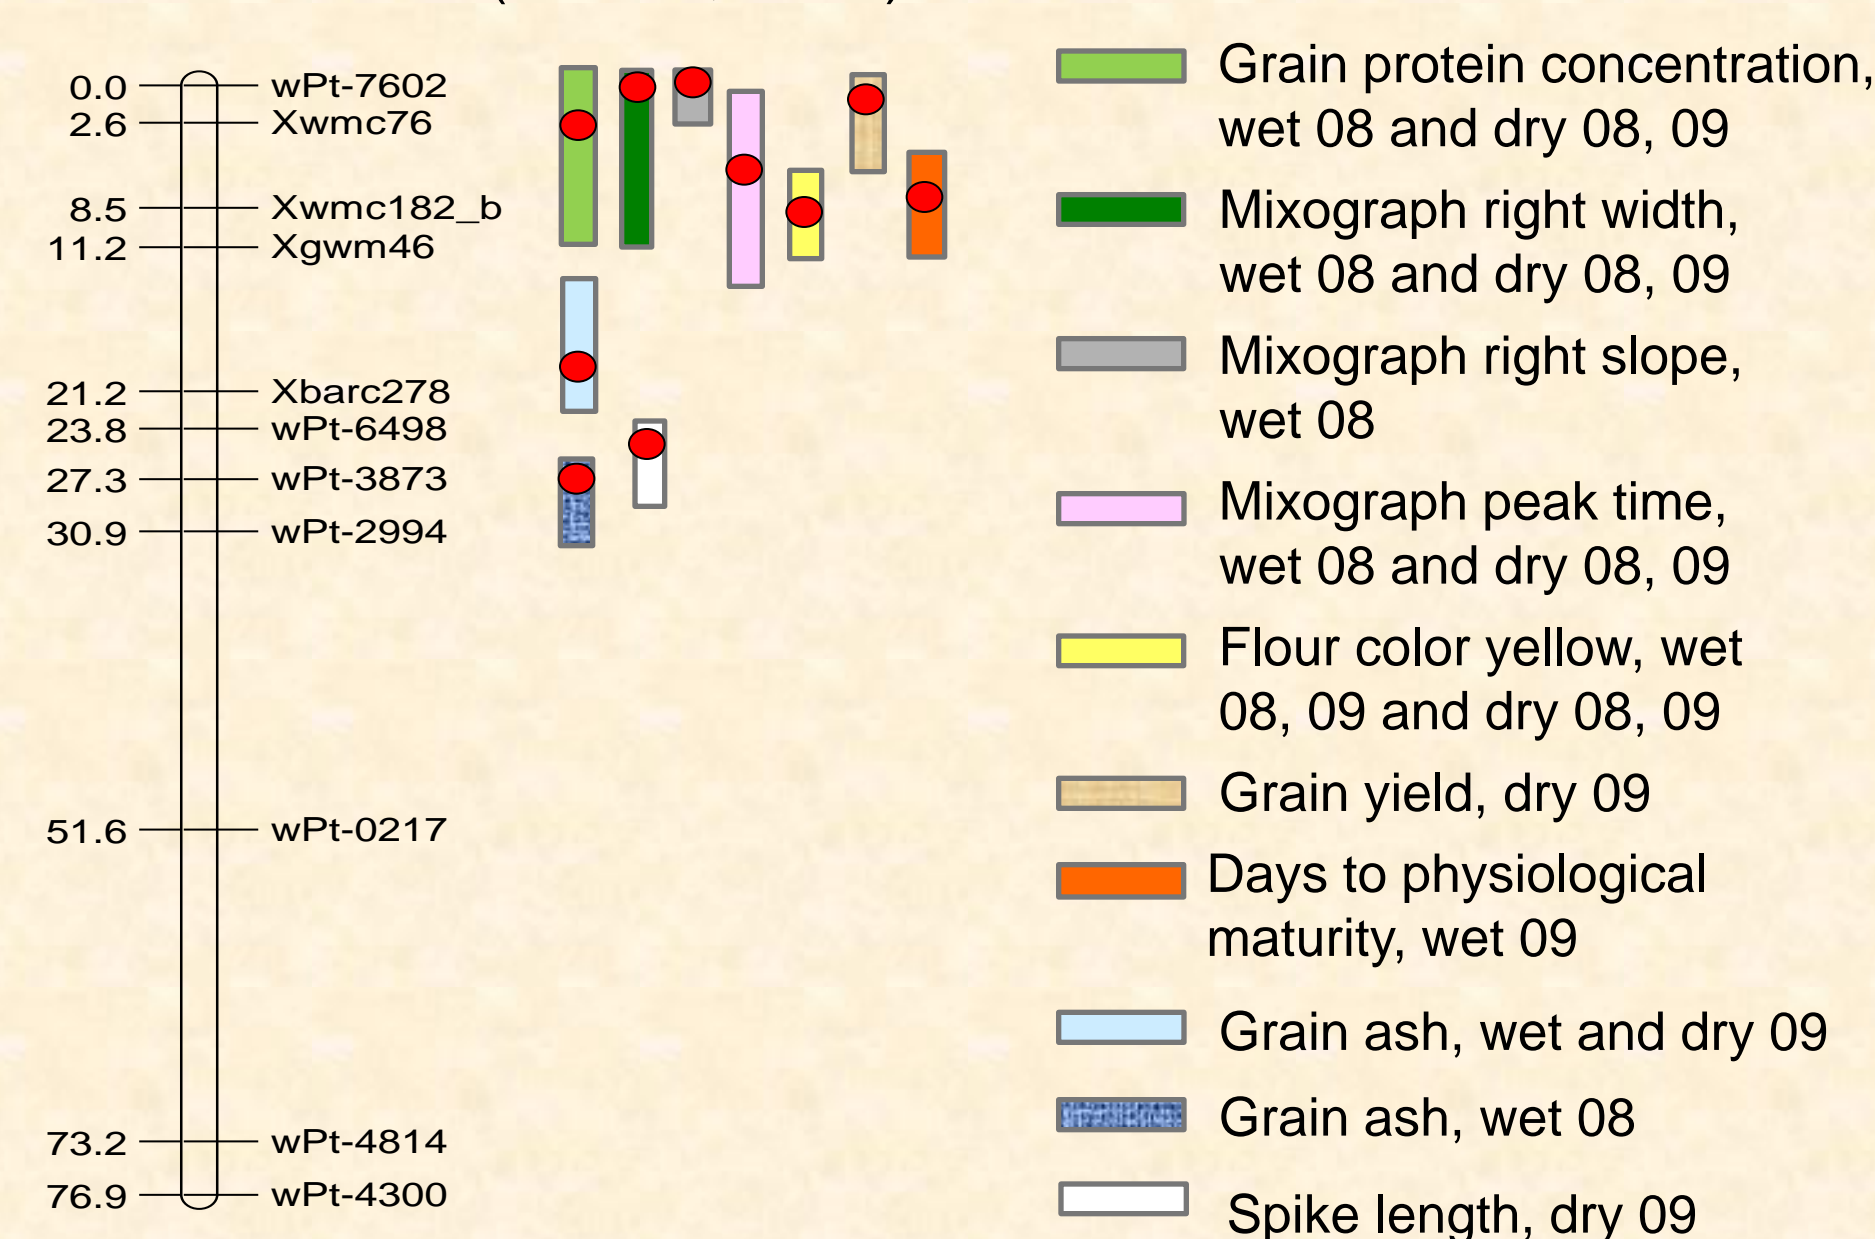 0.0 wPt-7602
2.6 Xwmc76
8.5 Xwmc182_b
11.2 Xgwm46
21.2 Xbarc278
23.8 wPt-6498
27.3 wPt-3873
30.9 wPt-2994
51.6 wPt-0217
73.2 wPt-4814
76.9 wPt-4300
Grain protein concentration,
wet 08 and dry 08, 09
Mixograph right width,
wet 08 and dry 08, 09
Mixograph right slope,
wet 08
Mixograph peak time,
wet 08 and dry 08, 09
Flour color yellow, wet
08, 09 and dry 08, 09
Grain yield, dry 09
Days to physiological
maturity, wet 09
Grain ash, wet and dry 09
Grain ash, wet 08
Spike length, dry 09